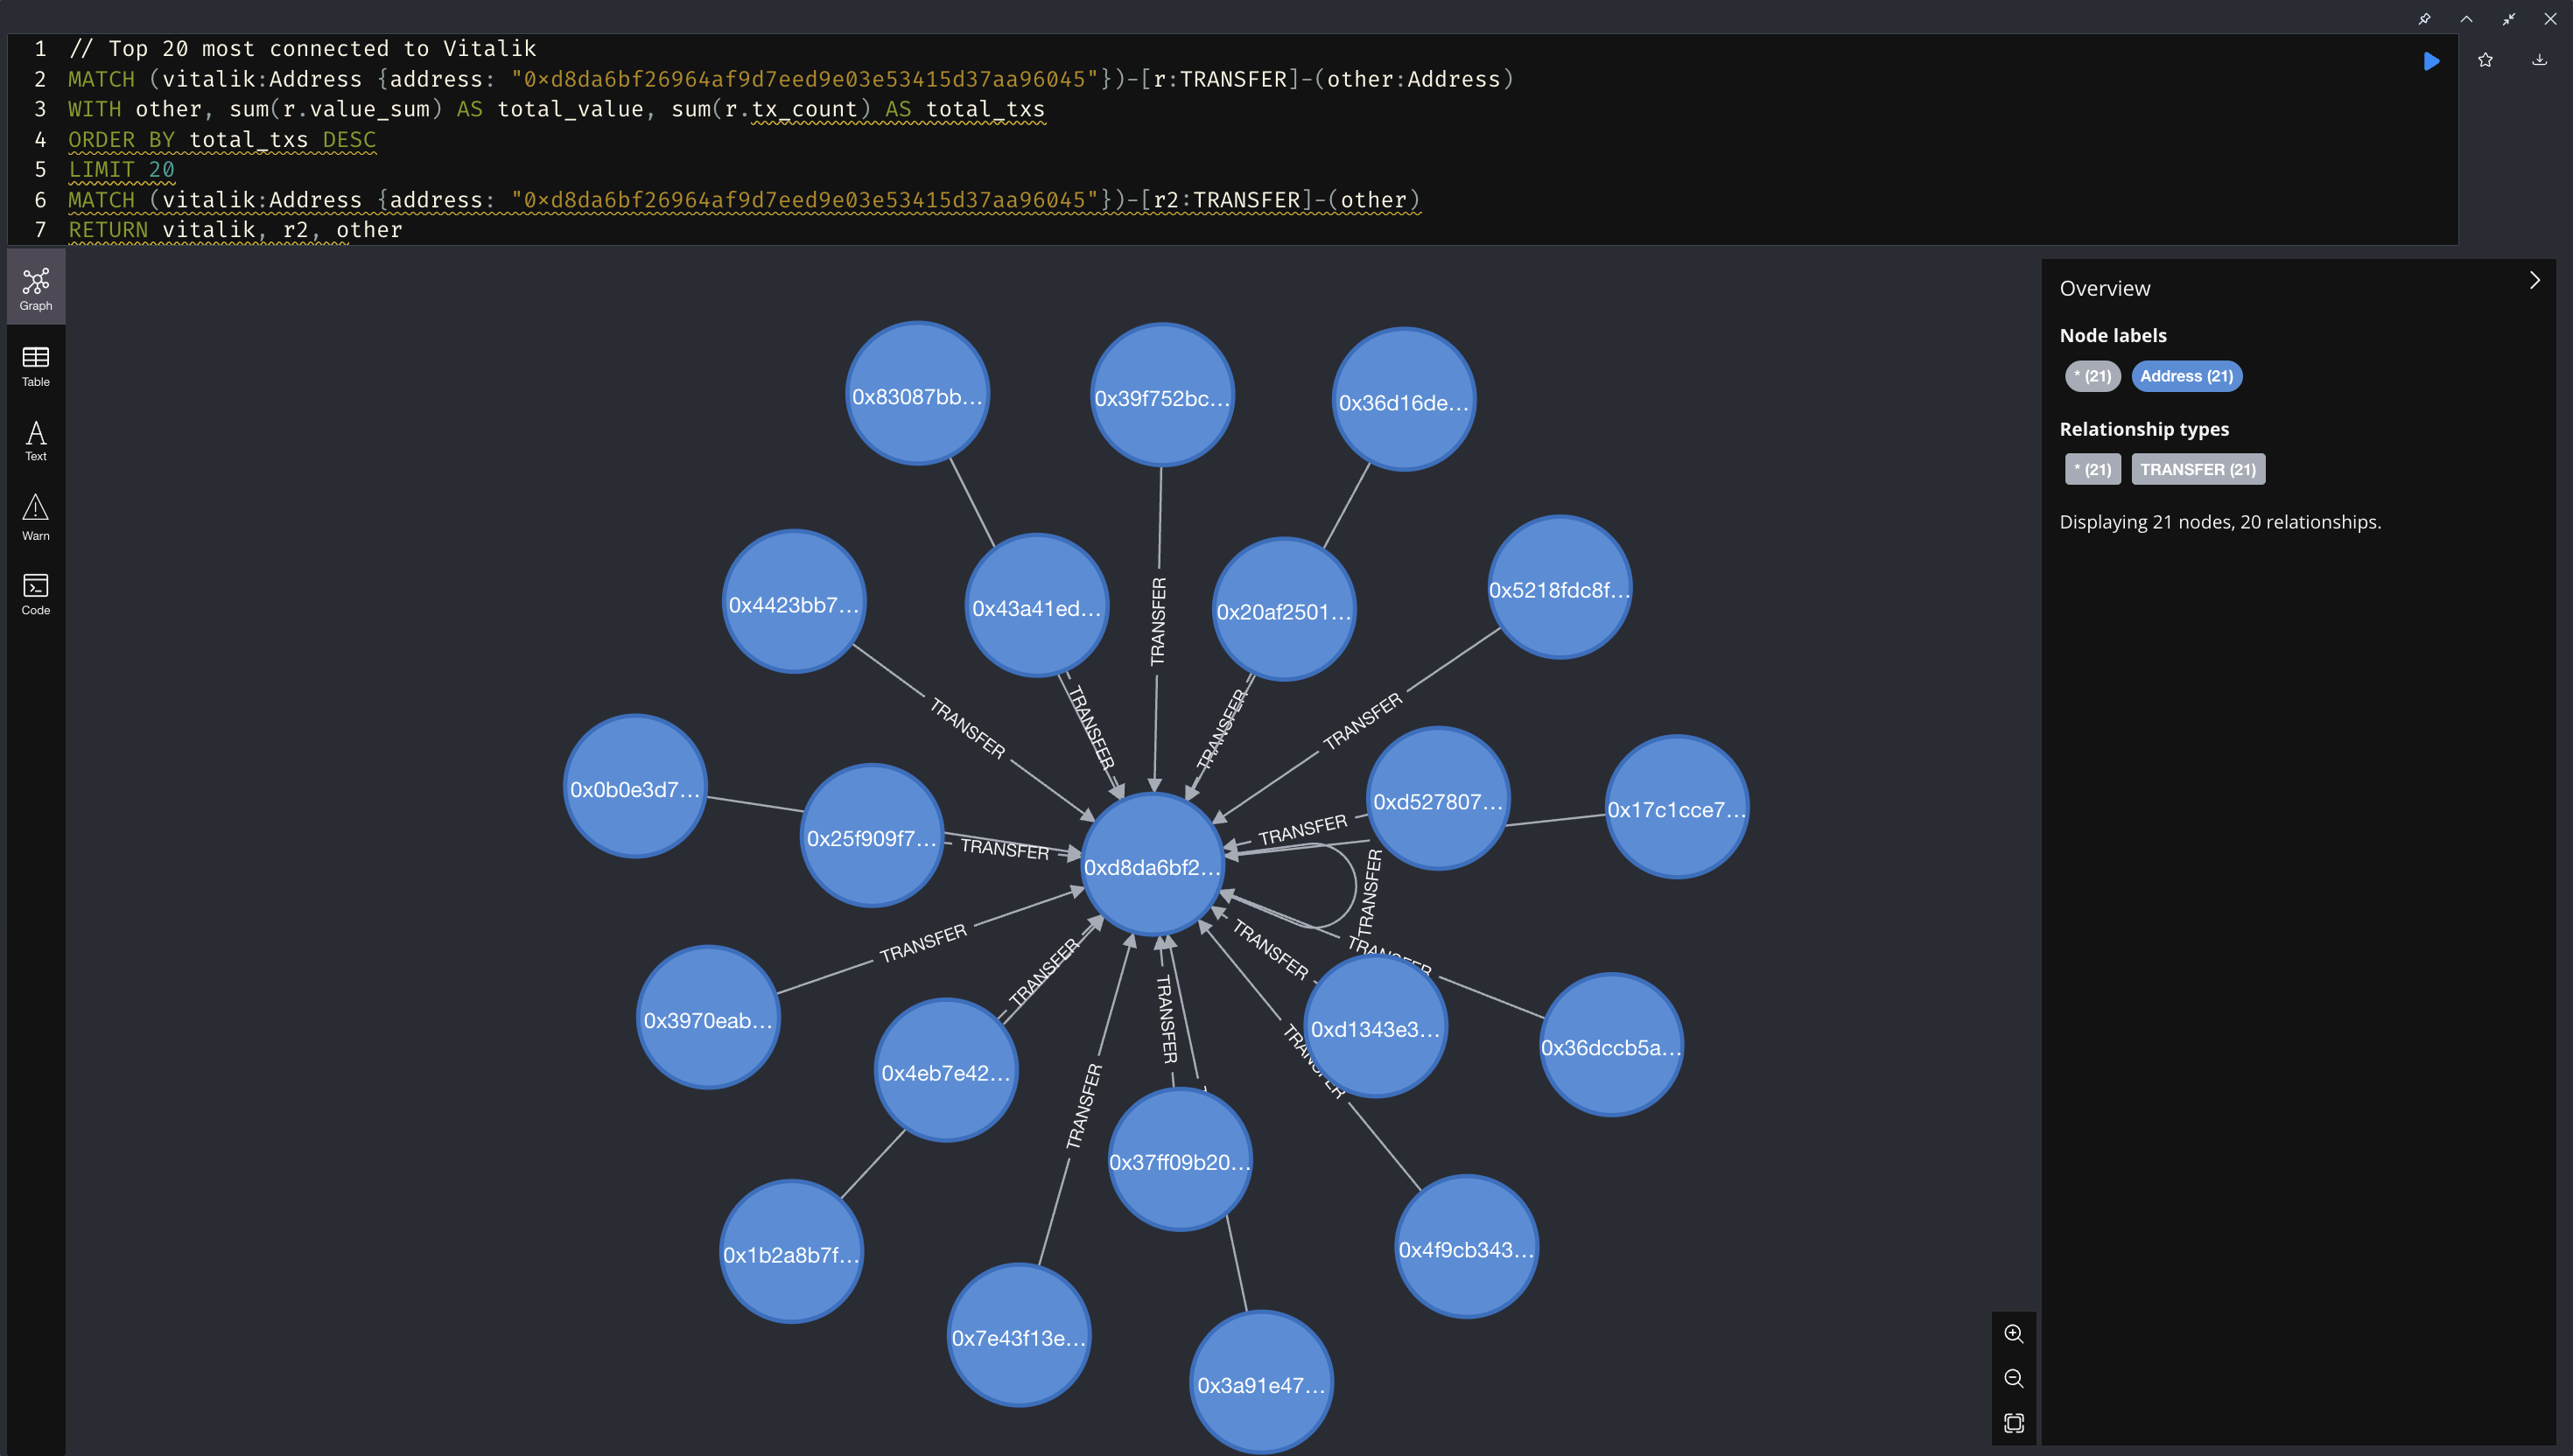 1 // Top 20 most connected to Vitalik
2 MATCH (vitalik:Address {address: "0xd8da6bf26964af9d7eed9e03e53415d37aa96045"})-[r:TRANSFER]-(other:Address)
3 WITH other, sum(r.value_sum) AS total_value, sum(r.tx_count) AS total_txs
4 ORDER BY total_txs DESC
5 LIMIT 20
6 MATCH (vitalik:Address {address: "0xd8da6bf26964af9d7eed9e03e53415d37aa96045"})-[r2:TRANSFER]-(other)
7 RETURN vitalik, r2, other
Graph
Table
Text
Warn
Code
0x83087bb...
0x39f752bc...
0x36d16de...
0x4423bb7...
0x43a41ed...
0x20af2501...
0x5218fdc8f...
TRANSFER
TRANSFER
TRANSFER
TRANSFER
TRANSFER
0x0b0e3d7...
0x25f909f7...
0xd527807...
0x17c1cce7...
TRANSFER
TRANSFER
0xd8da6bf2...
TRANSFER
TRANSFER
TRANSFER
TRANSFER
TRANSFER
0x3970eab...
TRANSFER
TRANSFER
0xd1343e3...
0x36dccb5a...
0x4eb7e42...
TRANSFER
TRANSFER
0x37ff09b20...
0x1b2a8b7f...
0x4f9cb343...
0x7e43f13e...
0x3a91e47...
Overview
Node labels
* (21) Address (21)
Relationship types
* (21) TRANSFER (21)
Displaying 21 nodes, 20 relationships.